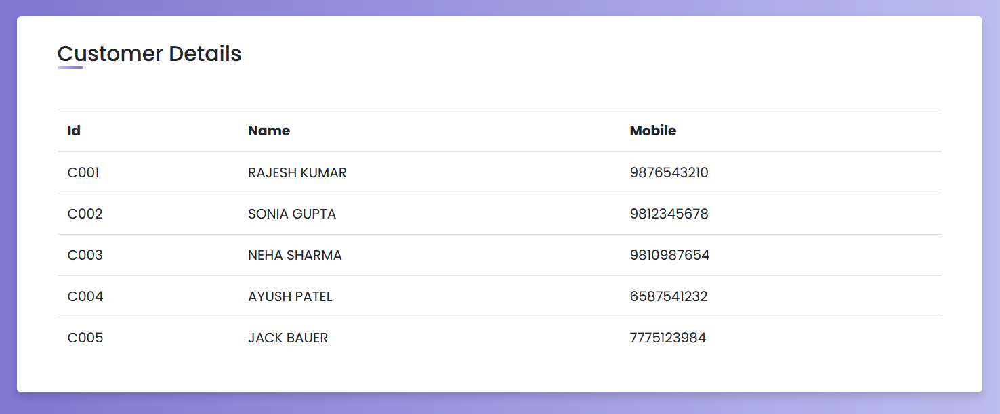 Customer Details
Id Name Mobile
C001 RAJESH KUMAR 9876543210
C002 SONIA GUPTA 9812345678
C003 NEHA SHARMA 9810987654
C004 AYUSH PATEL 6587541232
C005 JACK BAUER 7775123984